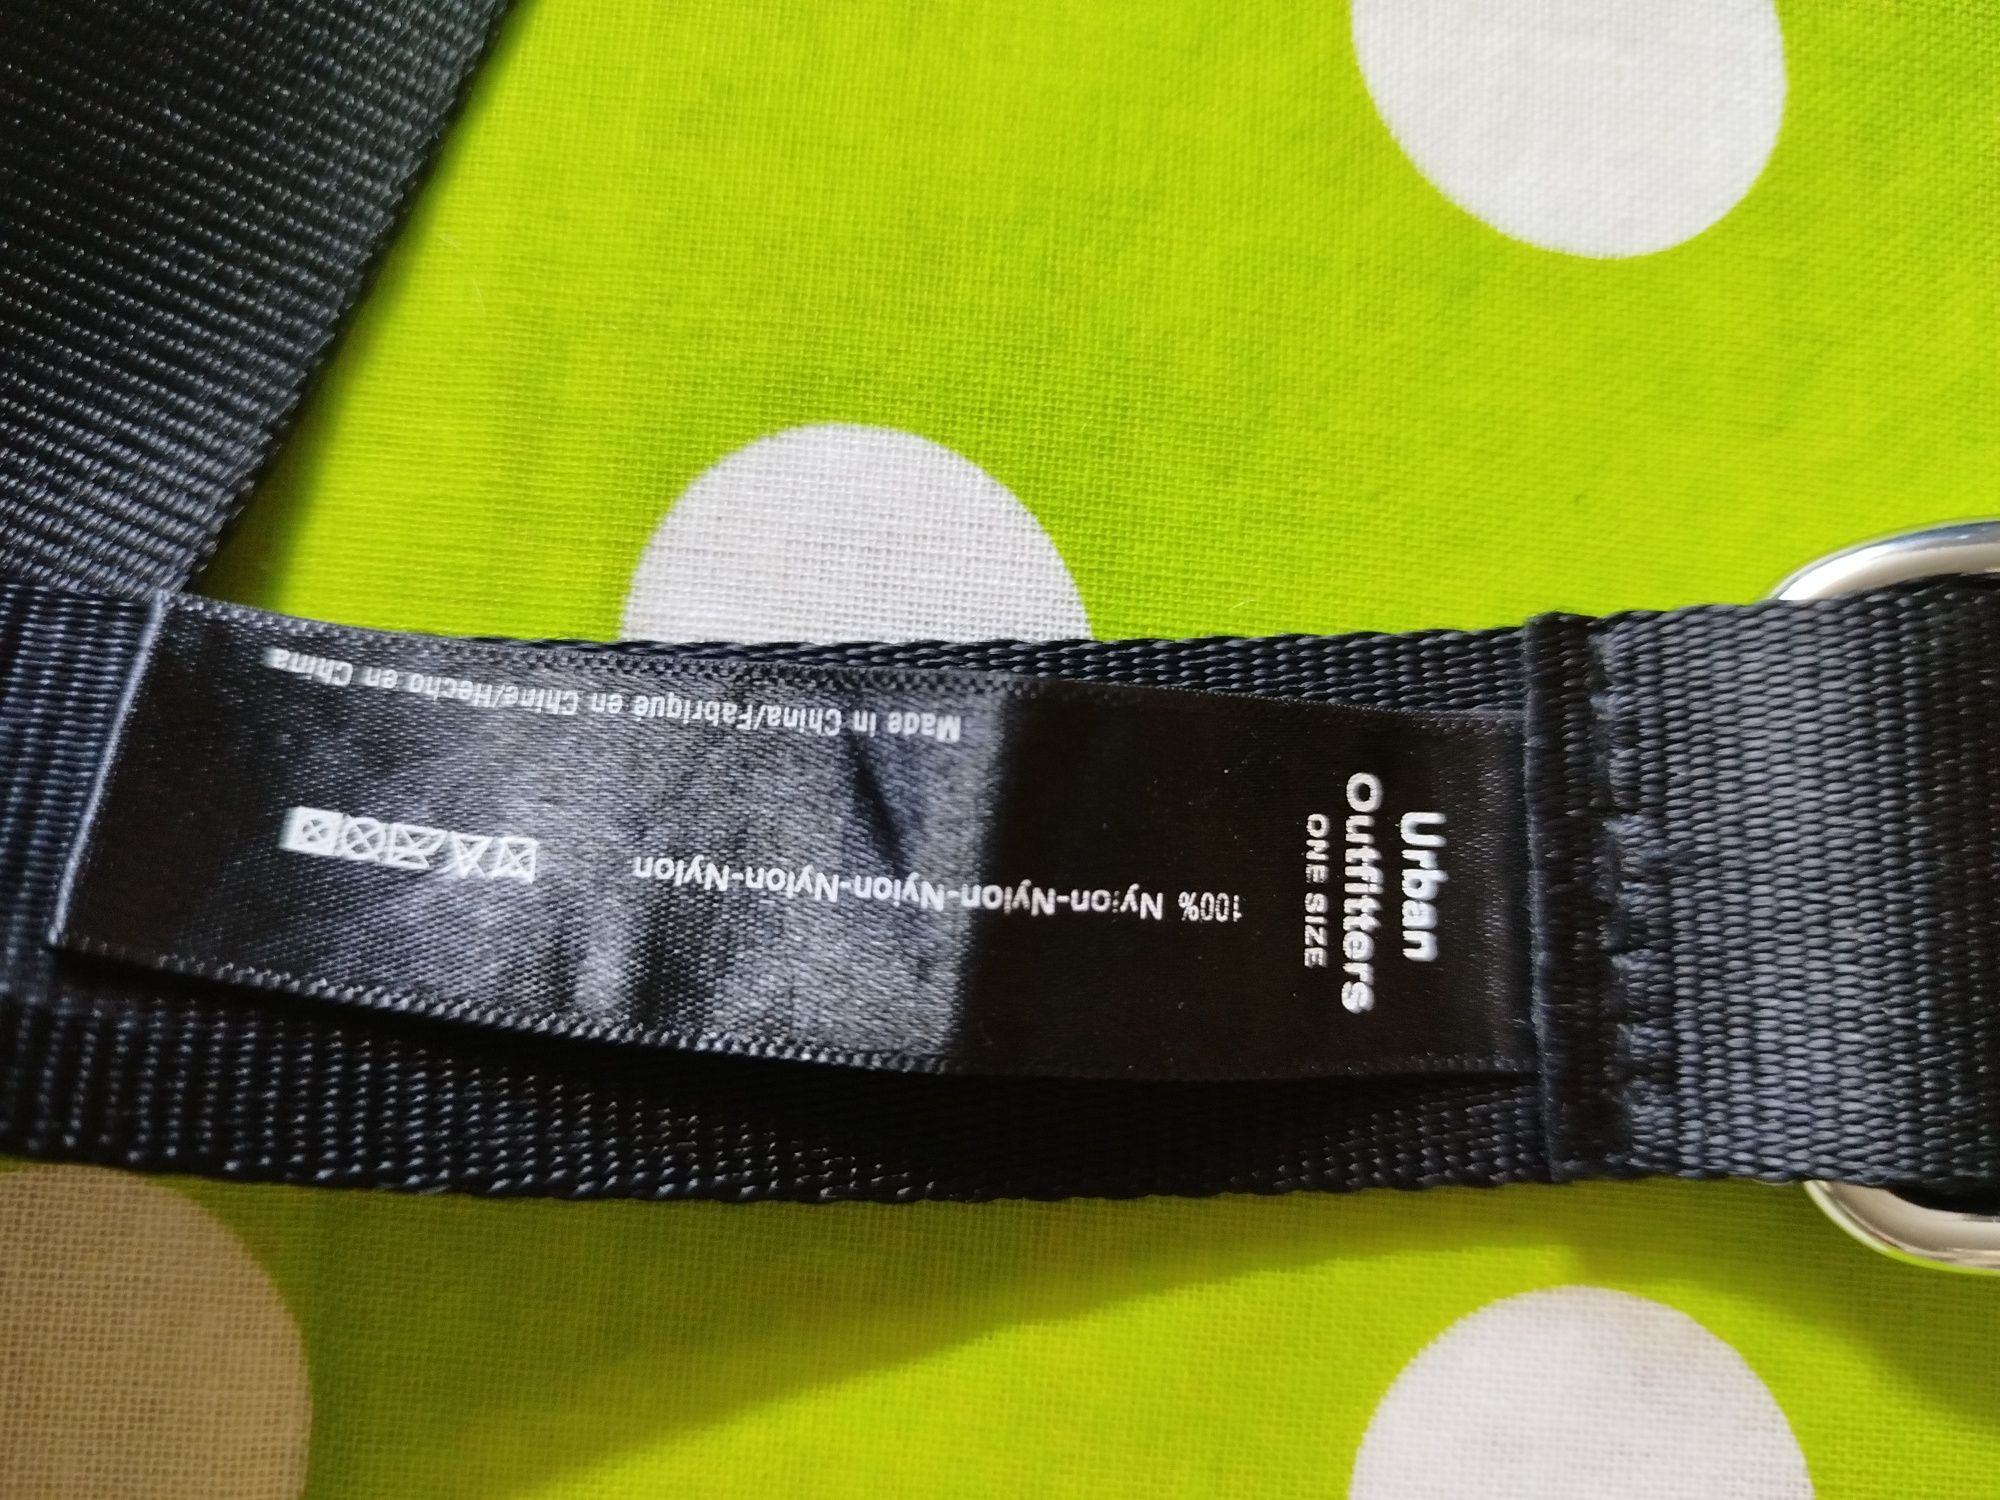 Urban
Outfitters
ONE SIZE
100% Nylon-Nylon-Nylon-Nylon-Nylon-Nylon
Made in China/Fabriqué en Chine/Hecho en China